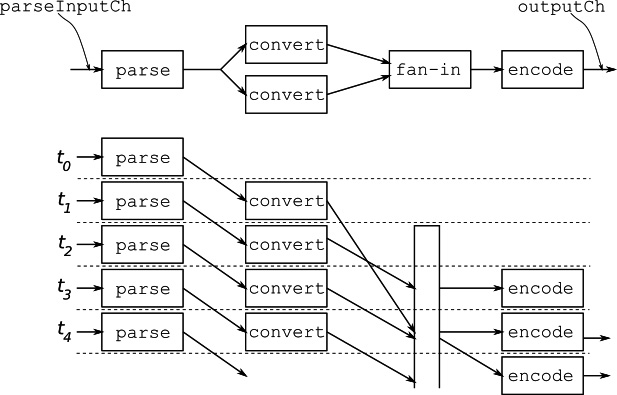 parseInputCh outputCh
convert
parse fan-in encode
convert
t0 parse
t1 parse convert
t2 parse convert
t3 parse convert encode
t4 parse convert encode
encode